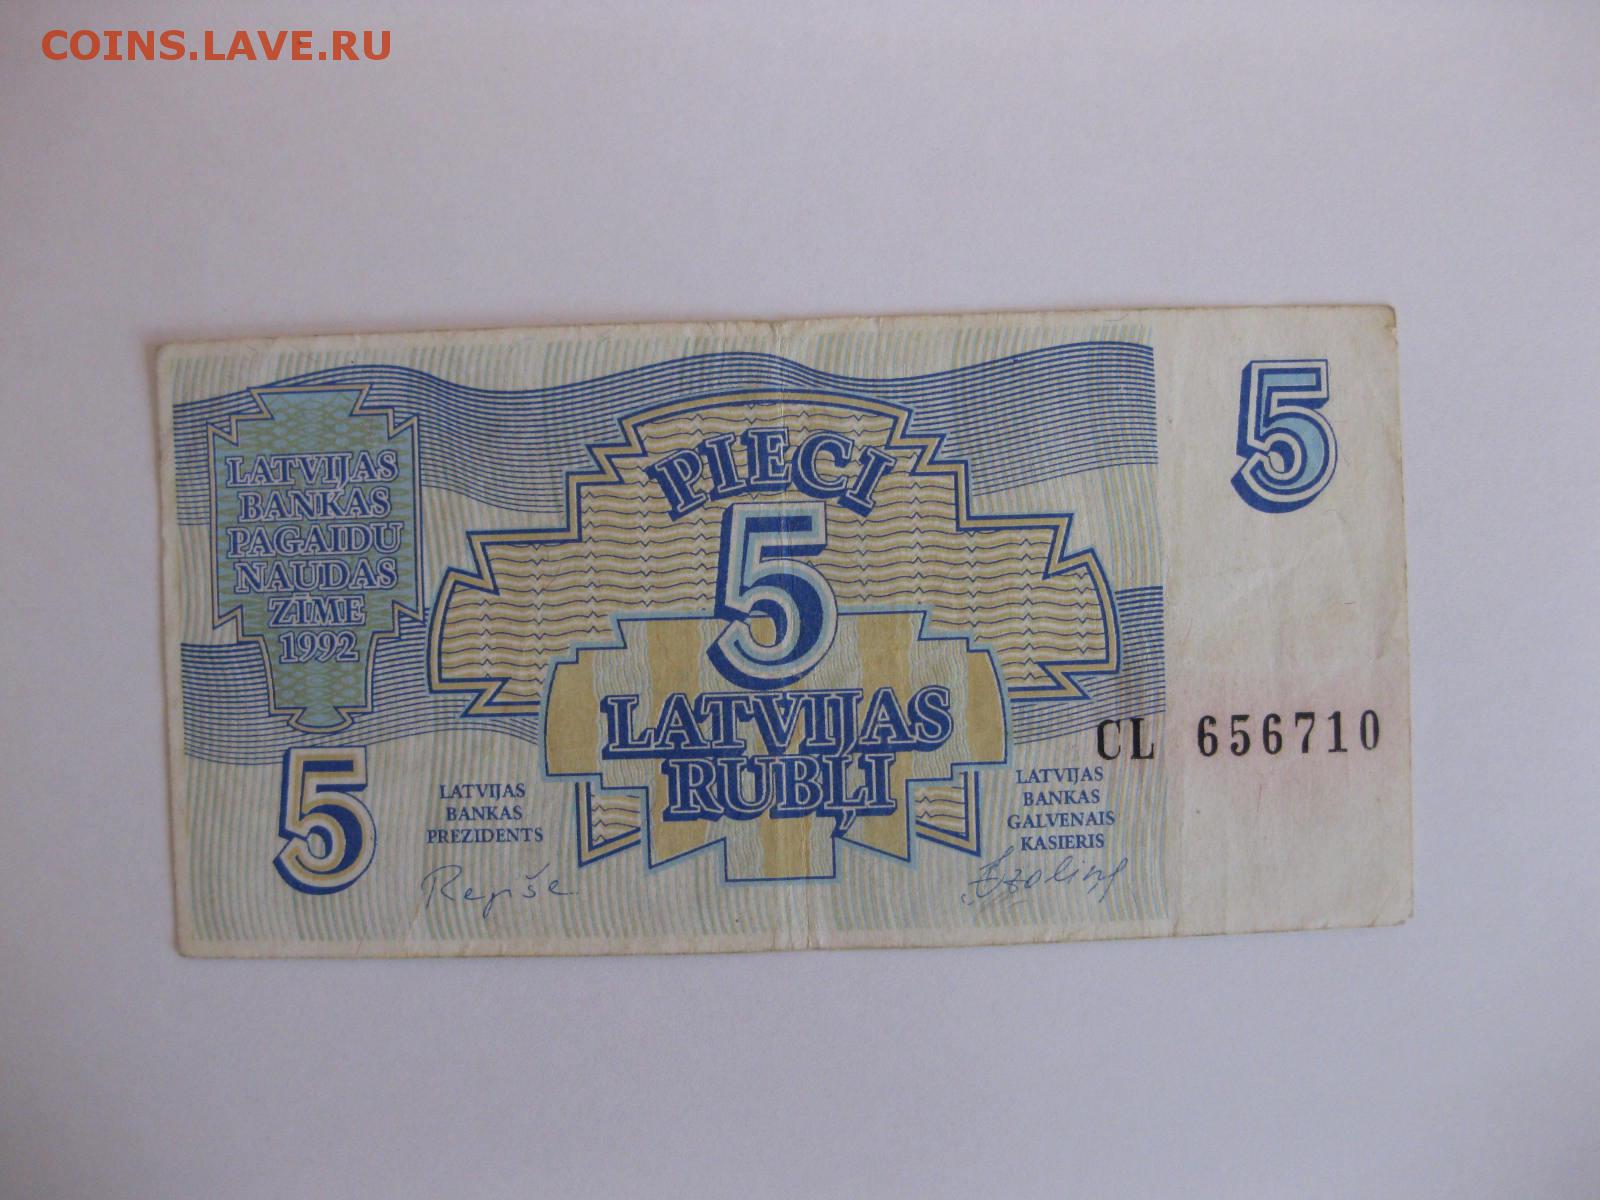 COINS.LAVE.RU
LATVIJAS
BANKAS
PAGAIDU
NAUDAS
ZĪME
1992
PIECI
5
LATVIJAS
RUBĻI
5
5
CL 656710
LATVIJAS
BANKAS
PREZIDENTS
Repše
LATVIJAS
BANKAS
GALVENAIS
KASIERIS